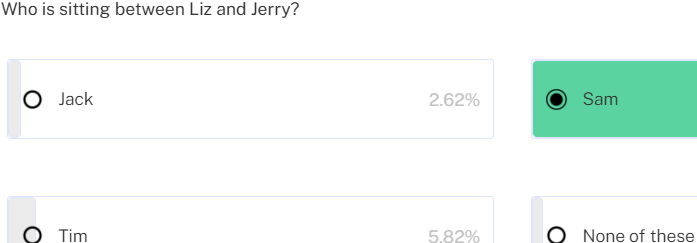 Who is sitting between Liz and Jerry?
Jack 2.62%
Sam
Tim 5.82%
None of these